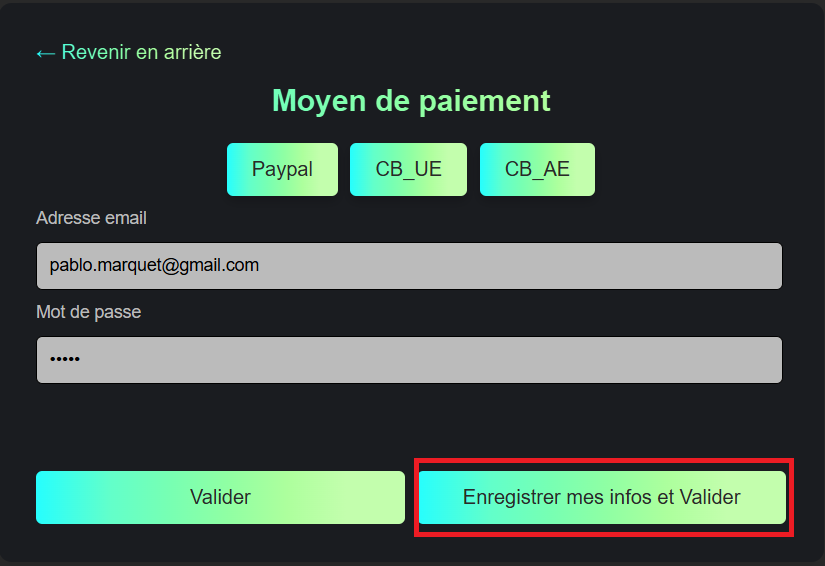 ← Revenir en arrière
Moyen de paiement
Paypal CB_UE CB_AE
Adresse email
pablo.marquet@gmail.com
Mot de passe
•••••
Valider Enregistrer mes infos et Valider